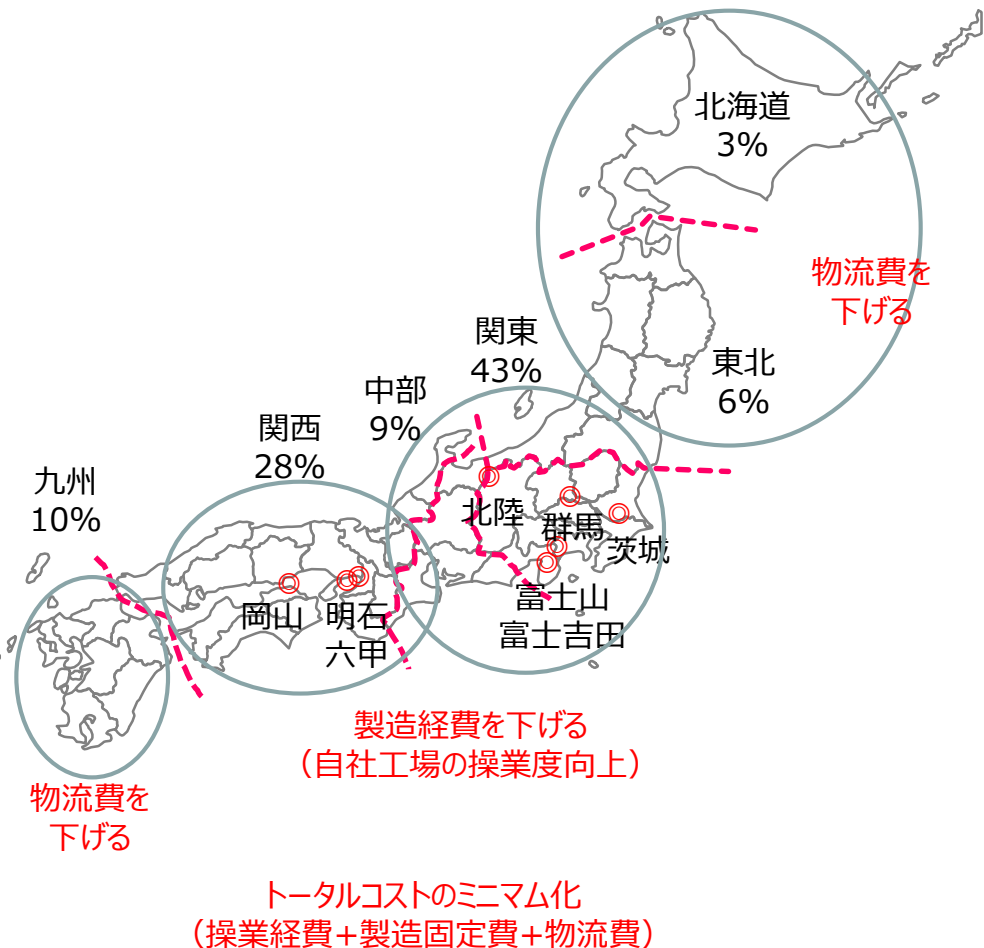 北海道
3%
物流費を
下げる
東北
6%
関東
43%
中部
9%
関西
28%
九州
10%
北陸
群馬
茨城
富士山
富士吉田
岡山
明石
六甲
製造経費を下げる
（自社工場の操業度向上）
物流費を
下げる
トータルコストのミニマム化
（操業経費+製造固定費+物流費）